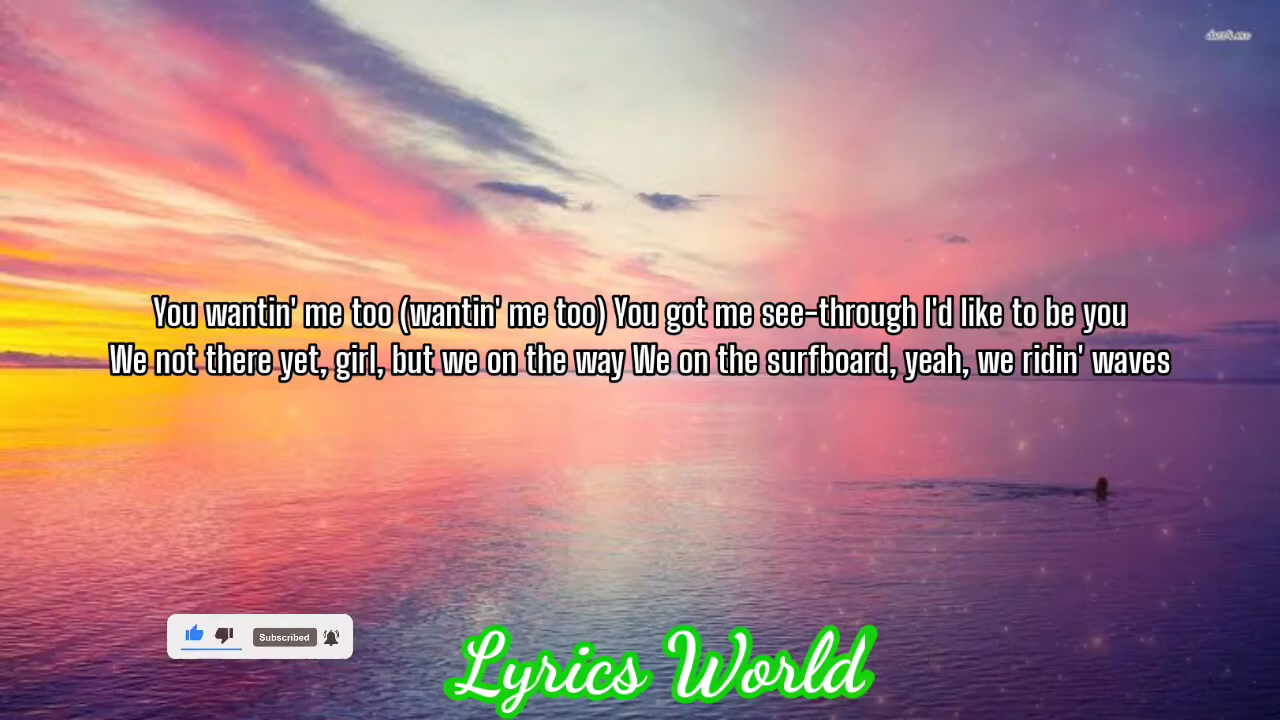 You wantin' me too (wantin' me too) You got me see-through I'd like to be you
We not there yet, girl, but we on the way We on the surfboard, yeah, we ridin' waves
Subscribed
Lyrics World